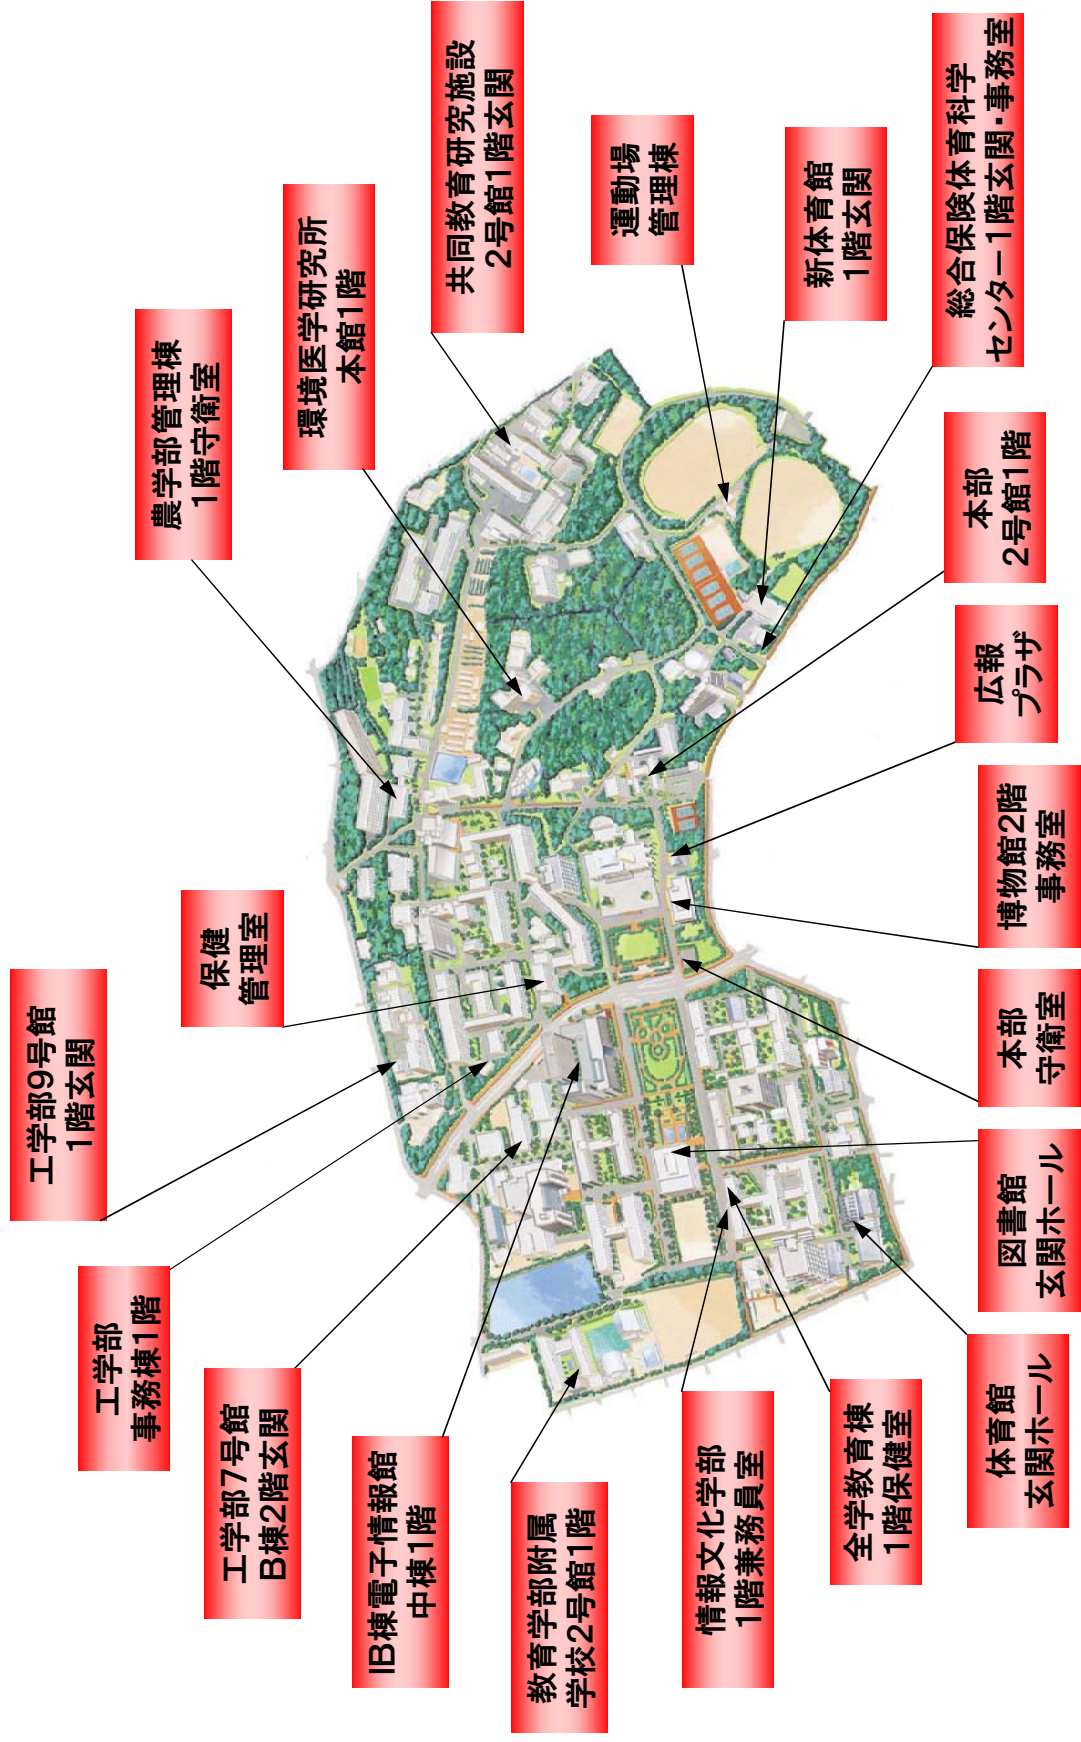 工学部9号館
1階玄関
工学部
事務棟1階
工学部7号館
B棟2階玄関
IB棟電子情報館
中棟1階
教育学部附属
学校2号館1階
情報文化学部
1階兼務員室
全学教育棟
1階保健室
体育館
玄関ホール
図書館
玄関ホール
本部
守衛室
博物館2階
事務室
広報
プラザ
本部
2号館1階
総合保険体育科学
センター1階玄関・事務室
新体育館
1階玄関
運動場
管理棟
共同教育研究施設
2号館1階玄関
環境医学研究所
本館1階
農学部管理棟
1階守衛室
保健
管理室